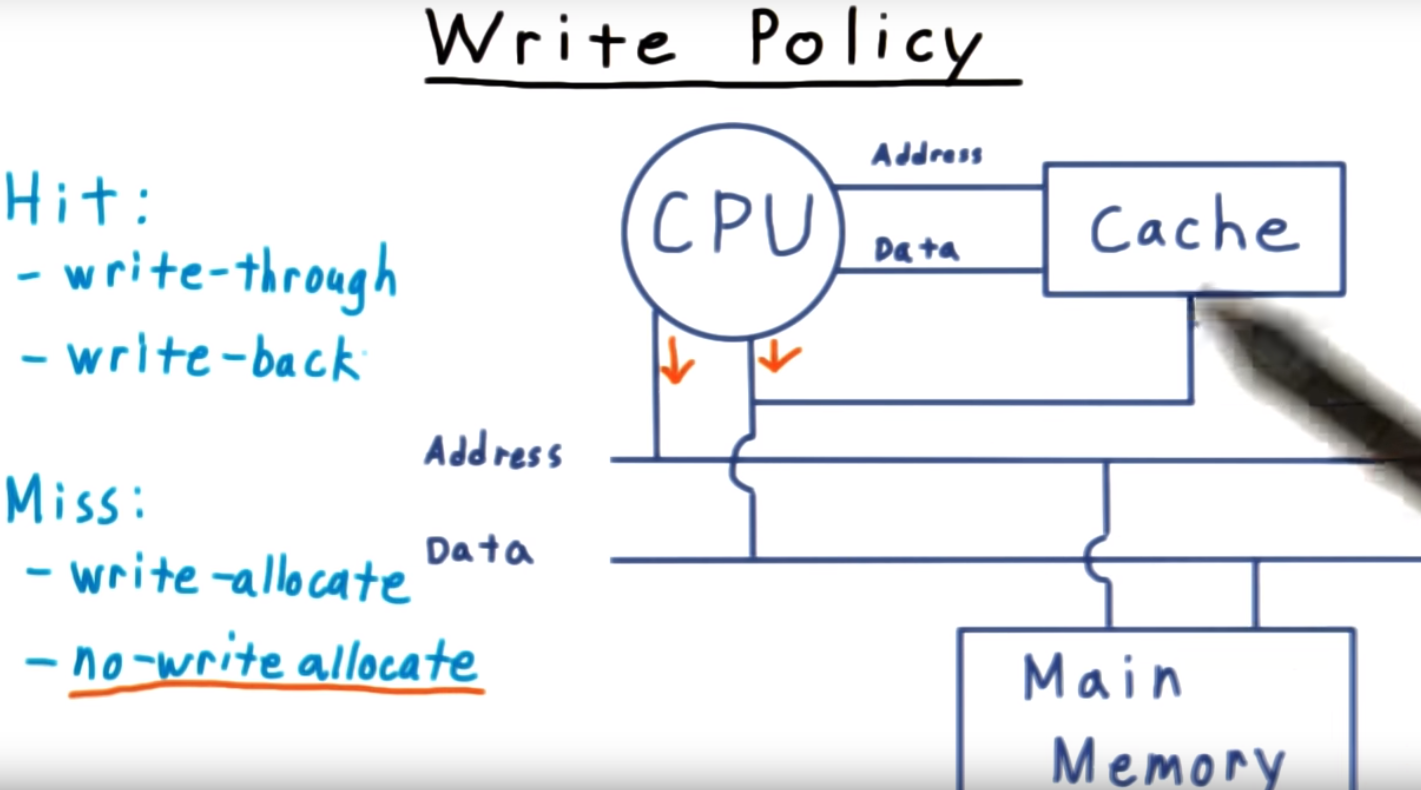 Write Policy
Hit:
- write-through
- write-back
Miss:
- write-allocate
- no-write allocate
CPU
Address
Data
Cache
Address
Data
Main
Memory